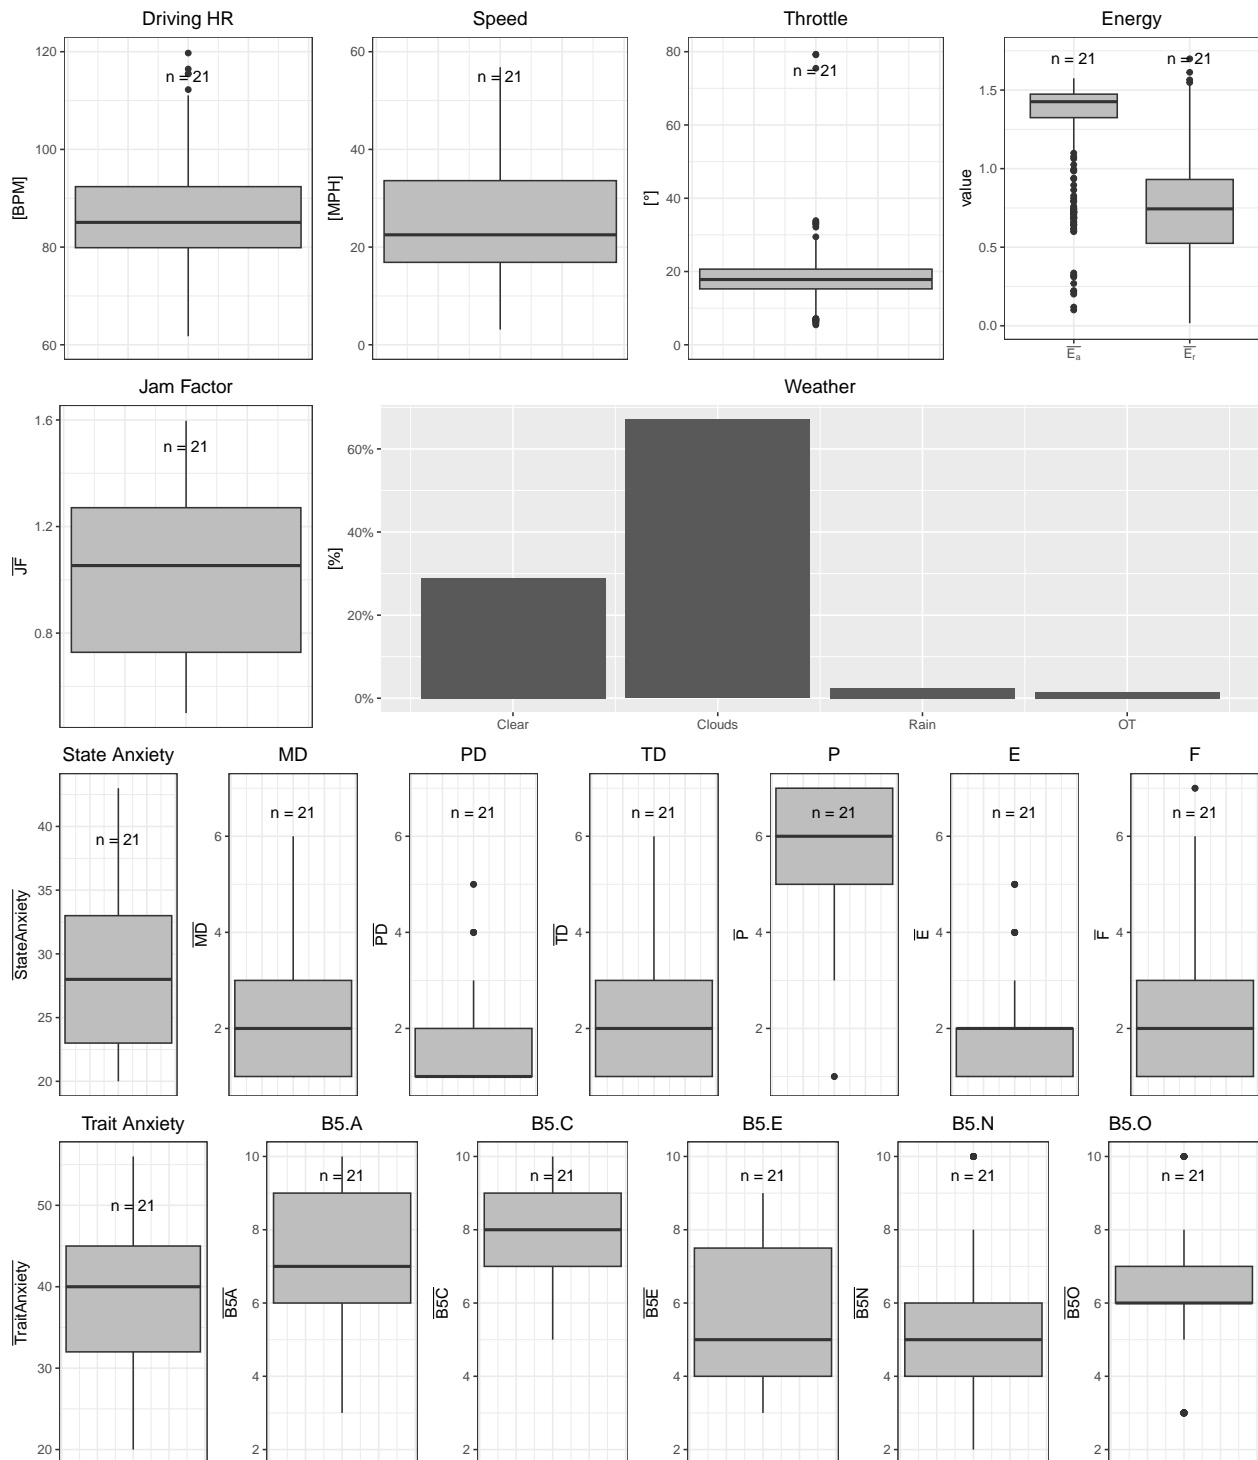 Driving HR
Speed
Throttle
Energy
120
100
80
60
[BPM]
n = 21
60
40
20
0
[MPH]
n = 21
80
60
40
20
0
[°]
n = 21
1.5
1.0
0.5
0.0
value
n = 21
n = 21
E̅a̅
E̅r̅
Jam Factor
Weather
1.6
1.2
0.8
J̅F̅
n = 21
60%
40%
20%
0%
[%]
Clear
Clouds
Rain
OT
State Anxiety
MD
PD
TD
P
E
F
40
35
30
25
20
StateAnxiety
n = 21
6
4
2
MD
n = 21
6
4
2
PD
n = 21
6
4
2
TD
n = 21
6
4
2
P
n = 21
6
4
2
E
n = 21
6
4
2
F
n = 21
Trait Anxiety
B5.A
B5.C
B5.E
B5.N
B5.O
50
40
30
20
TraitAnxiety
n = 21
10
8
6
4
2
B5A
n = 21
10
8
6
4
2
B5C
n = 21
10
8
6
4
2
B5E
n = 21
10
8
6
4
2
B5N
n = 21
10
8
6
4
2
B5O
n = 21